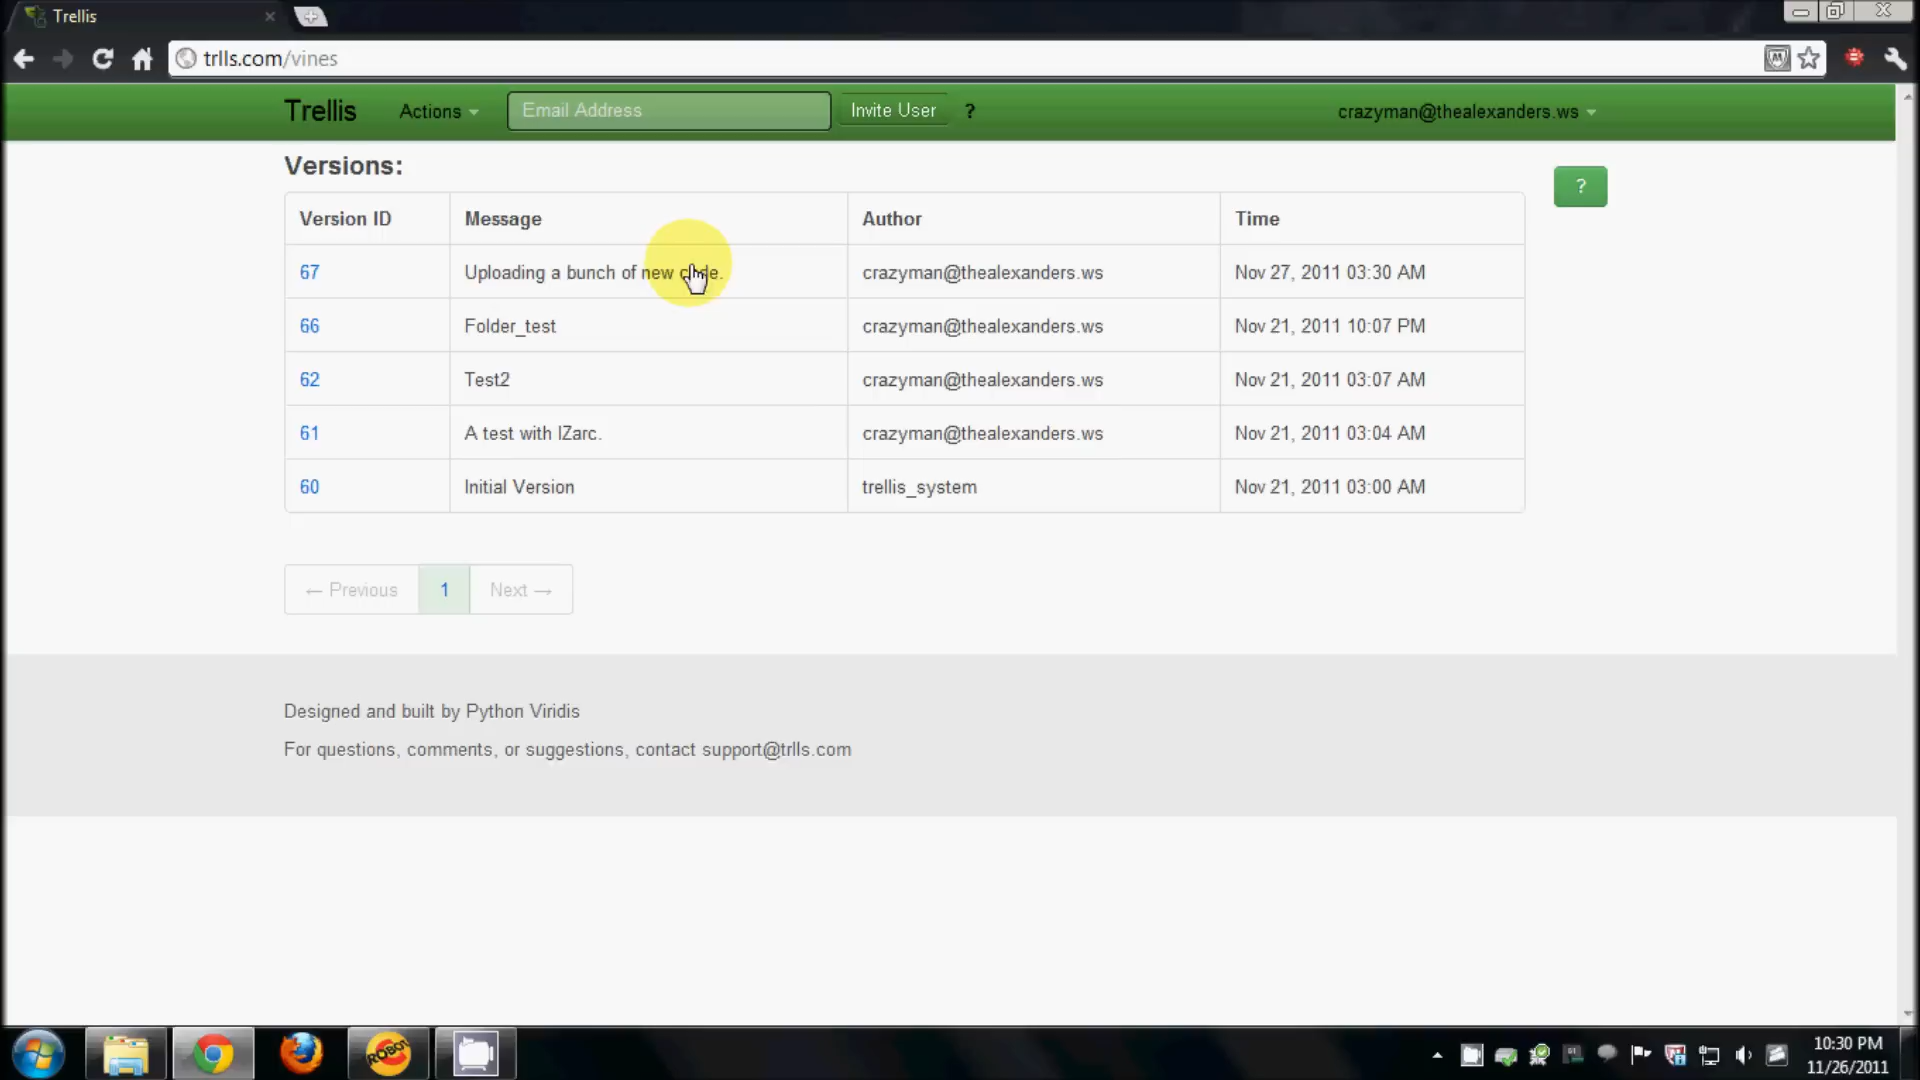 Trellis
trlls.com/vines
Trellis Actions Email Address Invite User ? crazyman@thealexanders.ws
Versions:
?
Version ID Message Author Time
67 Uploading a bunch of new code. crazyman@thealexanders.ws Nov 27, 2011 03:30 AM
66 Folder_test crazyman@thealexanders.ws Nov 21, 2011 10:07 PM
62 Test2 crazyman@thealexanders.ws Nov 21, 2011 03:07 AM
61 A test with IZarc. crazyman@thealexanders.ws Nov 21, 2011 03:04 AM
60 Initial Version trellis_system Nov 21, 2011 03:00 AM
← Previous 1 Next →
Designed and built by Python Viridis
For questions, comments, or suggestions, contact support@trlls.com
ROBOT
10:30 PM
11/26/2011